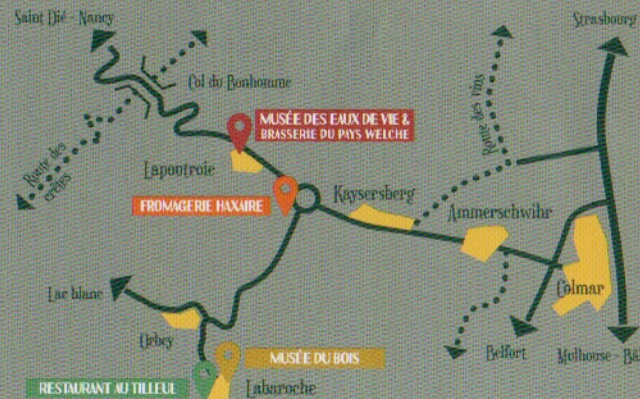 Saint Dié - Nancy
Strasbourg
Col du Bonhomme
MUSÉE DES EAUX DE VIE &
BRASSERIE DU PAYS WELCHE
Route des vins
Route des
crêtes
Lapoutroie
FROMAGERIE HAXAIRE
Kaysersberg
Ammerschwihr
Lac blanc
Colmar
Orbey
Belfort
Mulhouse - Bâ
MUSÉE DU BOIS
RESTAURANT AU TILLEUL
Labaroche